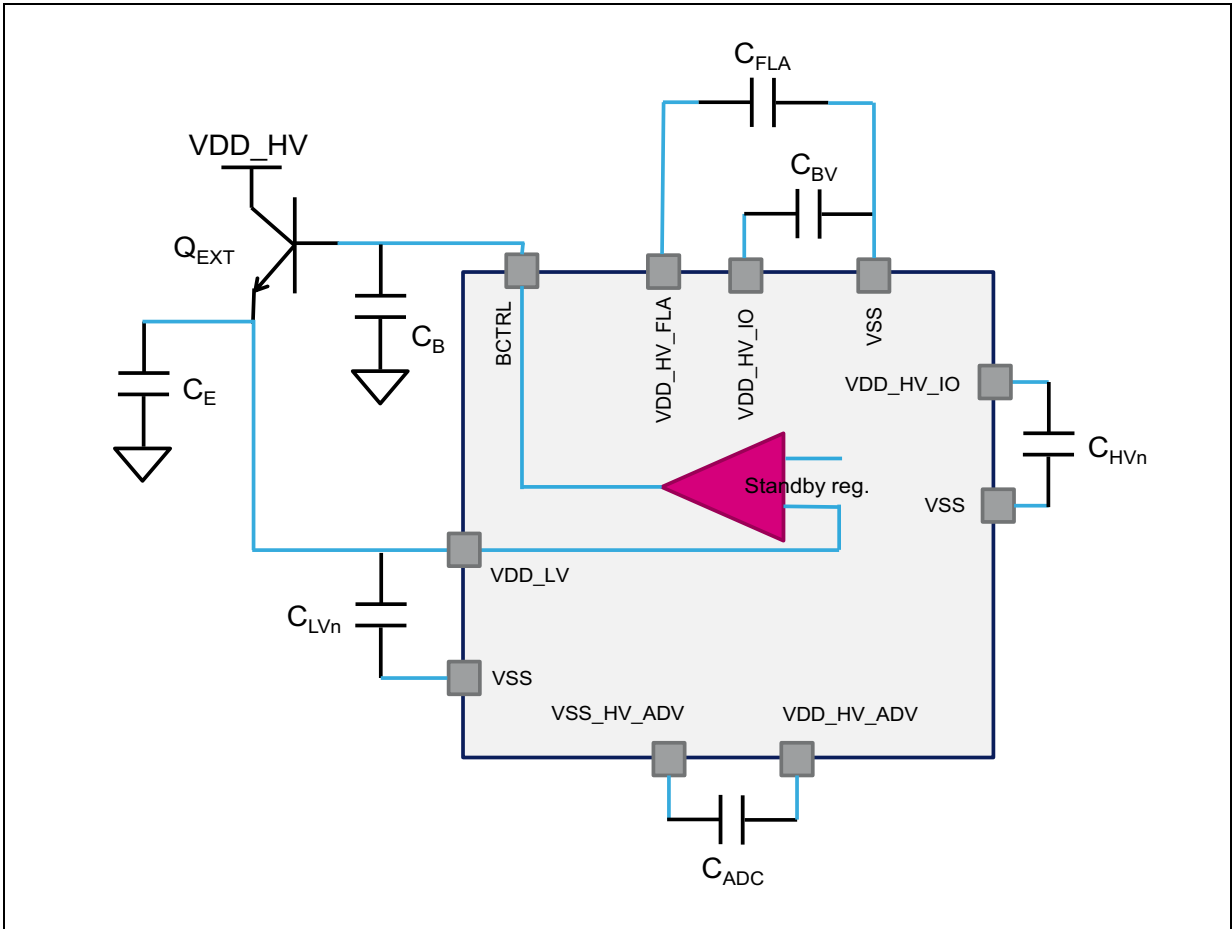 CFLA
VDD_HV
CBV
QEXT
CB
CE
BCTRL
VDD_HV_FLA
VDD_HV_IO
VSS
VDD_HV_IO
CHVn
VSS
Standby reg.
VDD_LV
CLVn
VSS
VSS_HV_ADV
VDD_HV_ADV
CADC